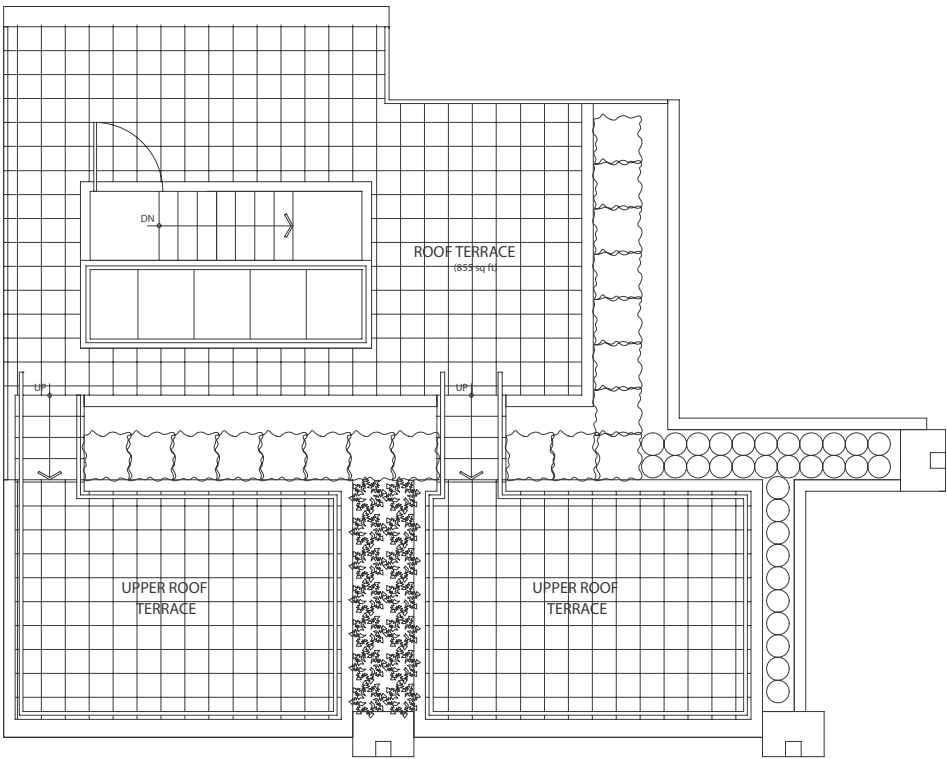 DN
ROOF TERRACE
(855 sq ft)
UP
UP
UPPER ROOF
TERRACE
UPPER ROOF
TERRACE